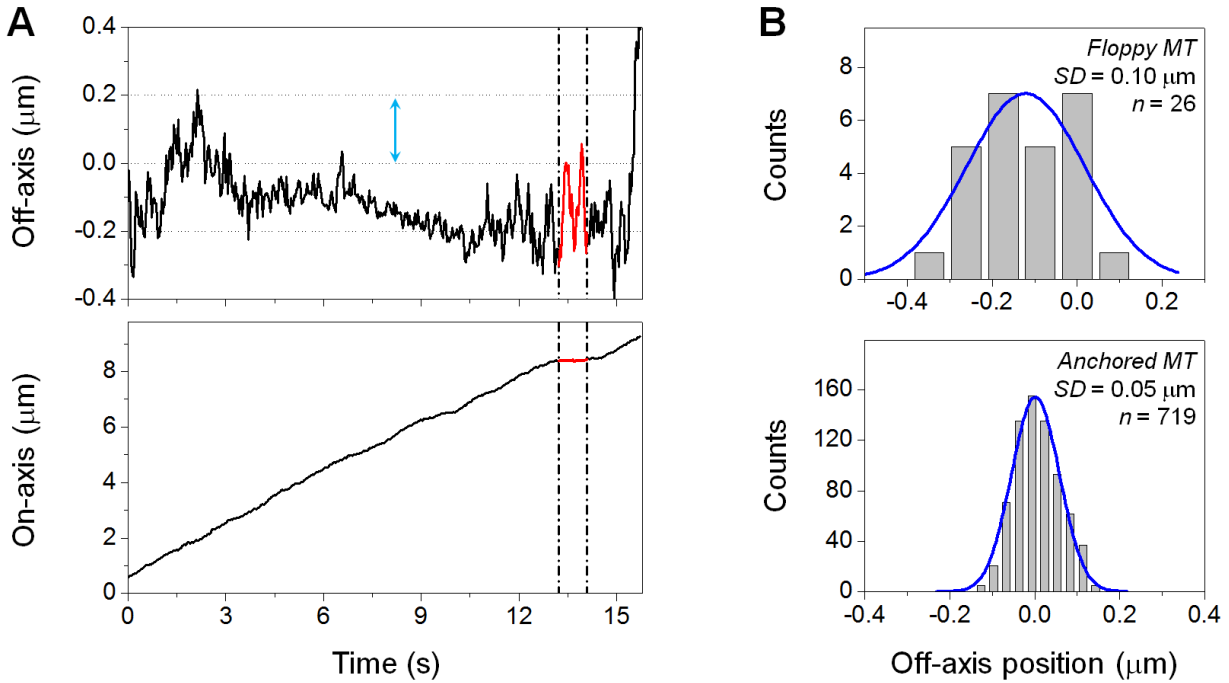 A
Off-axis (μm)
0.4
0.2
0.0
-0.2
-0.4
On-axis (μm)
8
6
4
2
0
0 3 6 9 12 15
Time (s)
B
Floppy MT
SD = 0.10 μm
n = 26
Counts
8
6
4
2
0
-0.4 -0.2 0.0 0.2
Anchored MT
SD = 0.05 μm
n = 719
Counts
160
120
80
40
0
-0.4 -0.2 0.0 0.2 0.4
Off-axis position (μm)